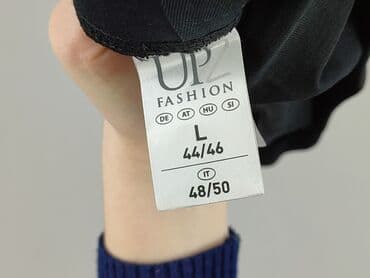 UP2
FASHION
DE AT HU SI
L
44/46
IT
48/50